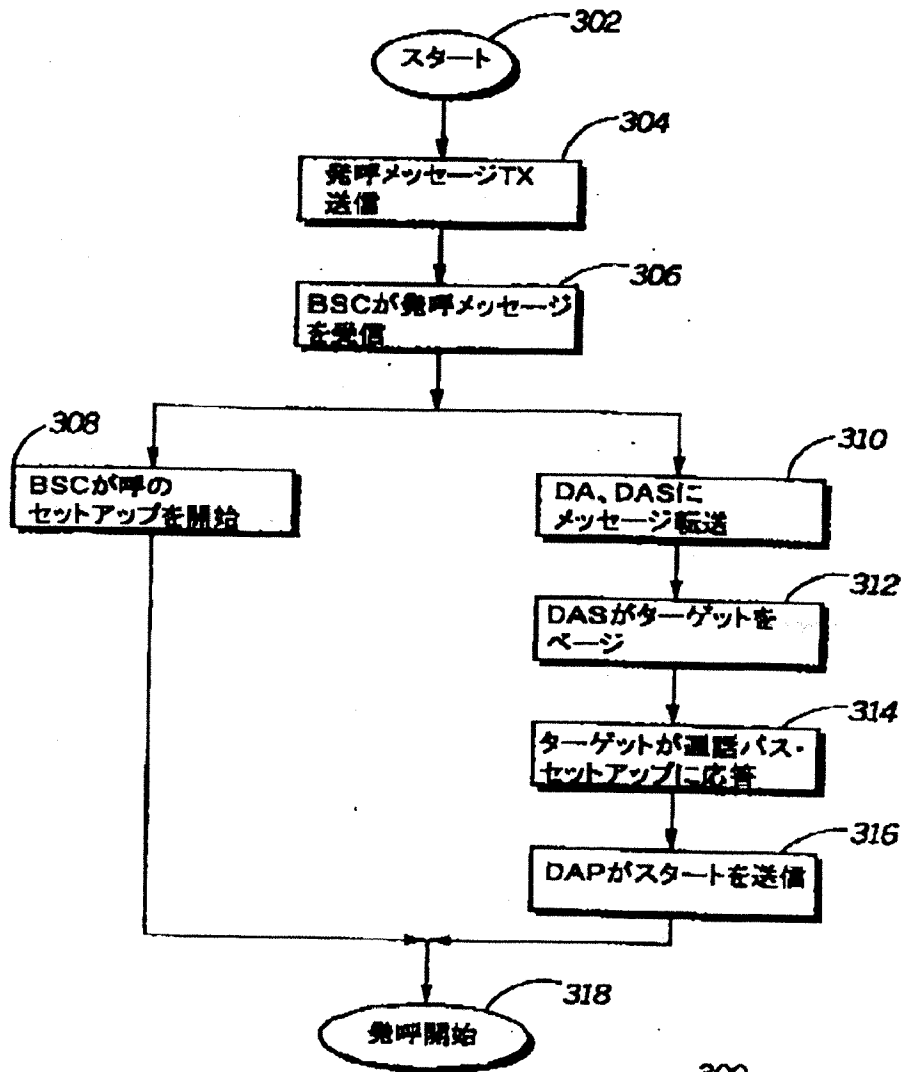 302
スタート
304
発呼メッセージTX
送信
306
BSCが発呼メッセージ
を受信
308
BSCが呼の
セットアップを開始
310
DA、DASに
メッセージ転送
312
DASがターゲットを
ページ
314
ターゲットが通話パス・
セットアップに応答
316
DAPがスタートを送信
318
発呼開始